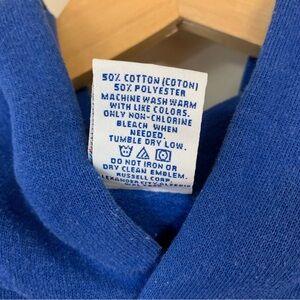 50% COTTON (COTON)
50% POLYESTER
MACHINE WASH WARM
WITH LIKE COLORS.
ONLY NON-CHLORINE
BLEACH WHEN
NEEDED.
TUMBLE DRY LOW.
DO NOT IRON OR
DRY CLEAN EMBLEM.
RUSSELL CORP.